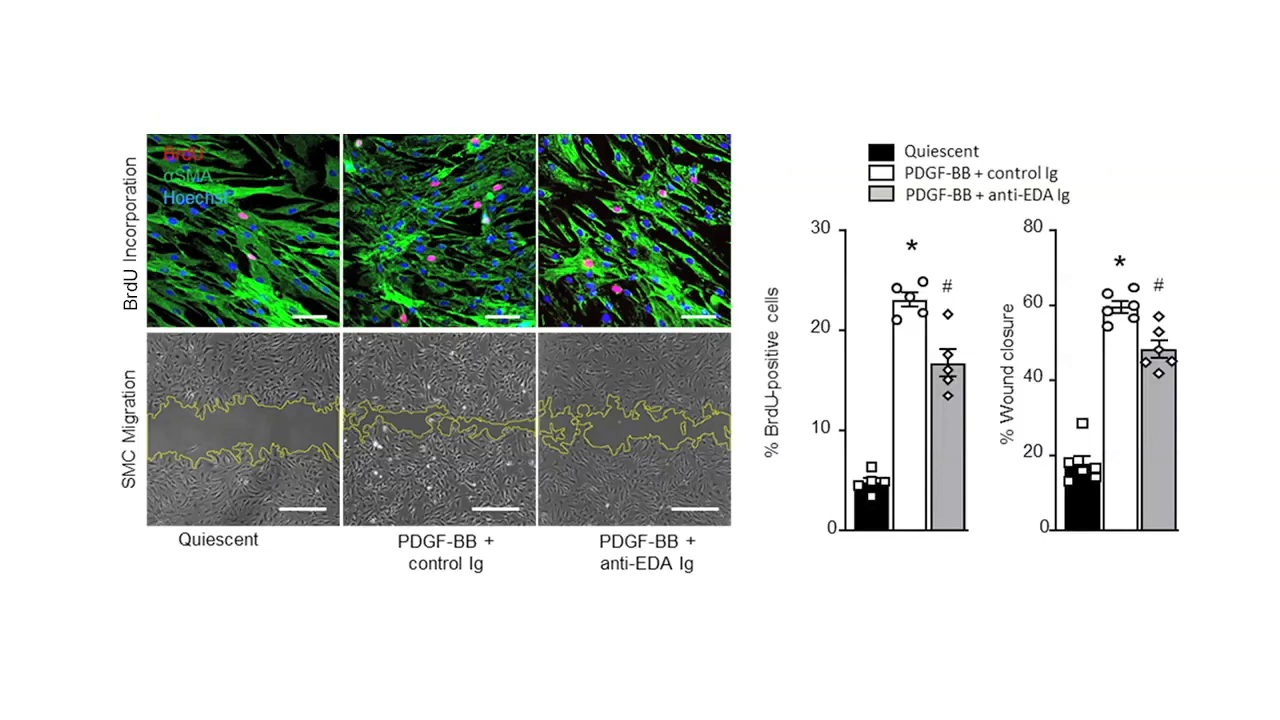 BrdU Incorporation
BrdU
αSMA
Hoechst
SMC Migration
Quiescent
PDGF-BB +
control Ig
PDGF-BB +
anti-EDA Ig
Quiescent
PDGF-BB + control Ig
PDGF-BB + anti-EDA Ig
% BrdU-positive cells
30
20
10
0
*
#
% Wound closure
80
60
40
20
0
*
#